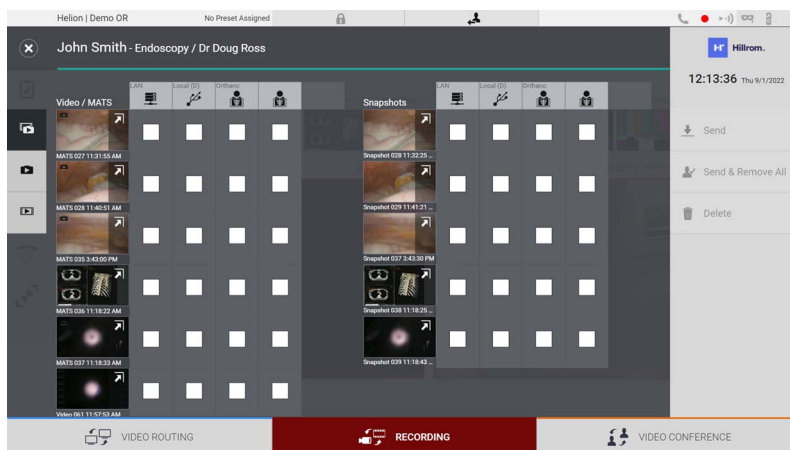 Helion | Demo OR
No Preset Assigned
John Smith - Endoscopy / Dr Doug Ross
Hillrom.
12:13:36 Thu 9/1/2022
Video / MATS
LAN
Local (D)
Orthanc
Snapshots
LAN
Local (D)
Orthanc
MATS 027 11:31:55 AM
Snapshot 028 11:32:25 ...
MATS 028 11:40:51 AM
Snapshot 029 11:41:21 ...
MATS 035 3:43:00 PM
Snapshot 037 3:43:30 PM
MATS 036 11:18:22 AM
Snapshot 038 11:18:25 ...
MATS 037 11:18:33 AM
Snapshot 039 11:18:43 ...
Video 061 11:57:53 AM
Send
Send & Remove All
Delete
VIDEO ROUTING
RECORDING
VIDEO CONFERENCE